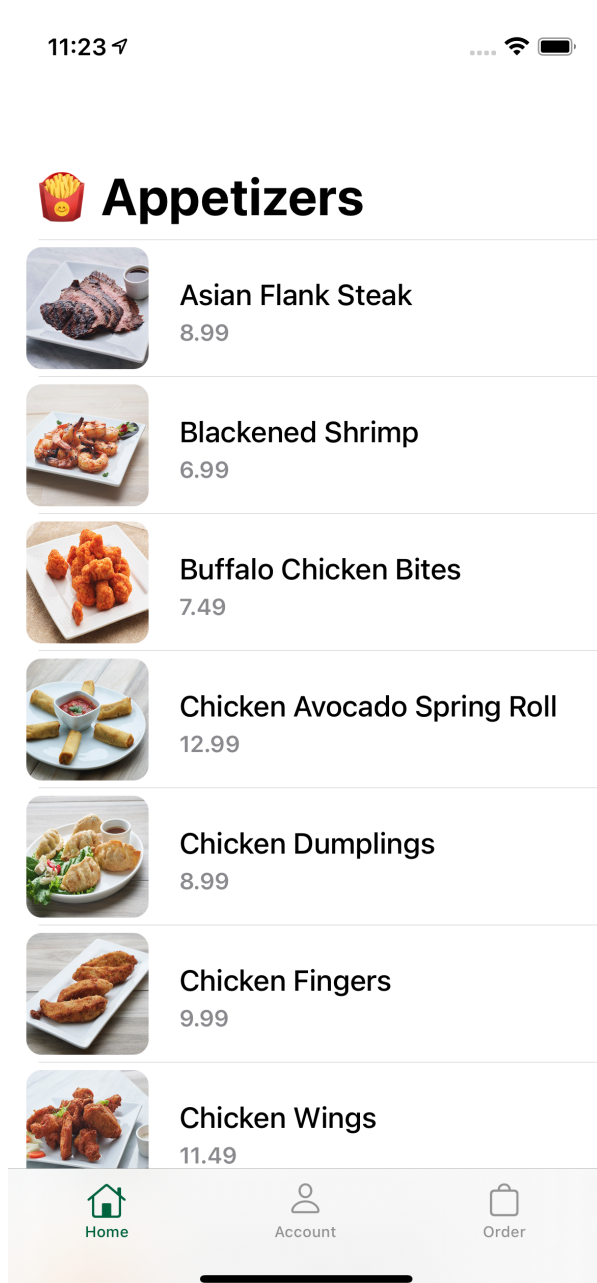 11:23
Appetizers
Asian Flank Steak
8.99
Blackened Shrimp
6.99
Buffalo Chicken Bites
7.49
Chicken Avocado Spring Roll
12.99
Chicken Dumplings
8.99
Chicken Fingers
9.99
Chicken Wings
11.49
Home Account Order